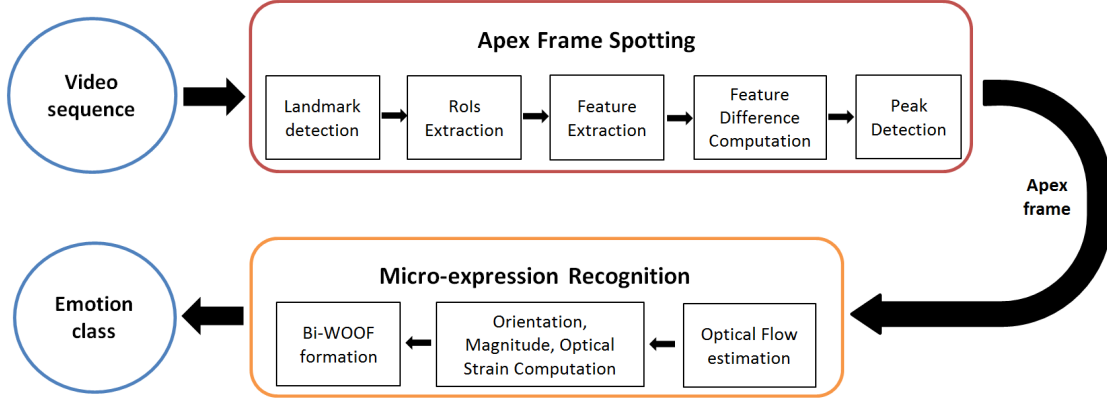 Video
sequence
Apex Frame Spotting
Landmark
detection
RoIs
Extraction
Feature
Extraction
Feature
Difference
Computation
Peak
Detection
Apex
frame
Micro-expression Recognition
Optical Flow
estimation
Orientation,
Magnitude, Optical
Strain Computation
Bi-WOOF
formation
Emotion
class